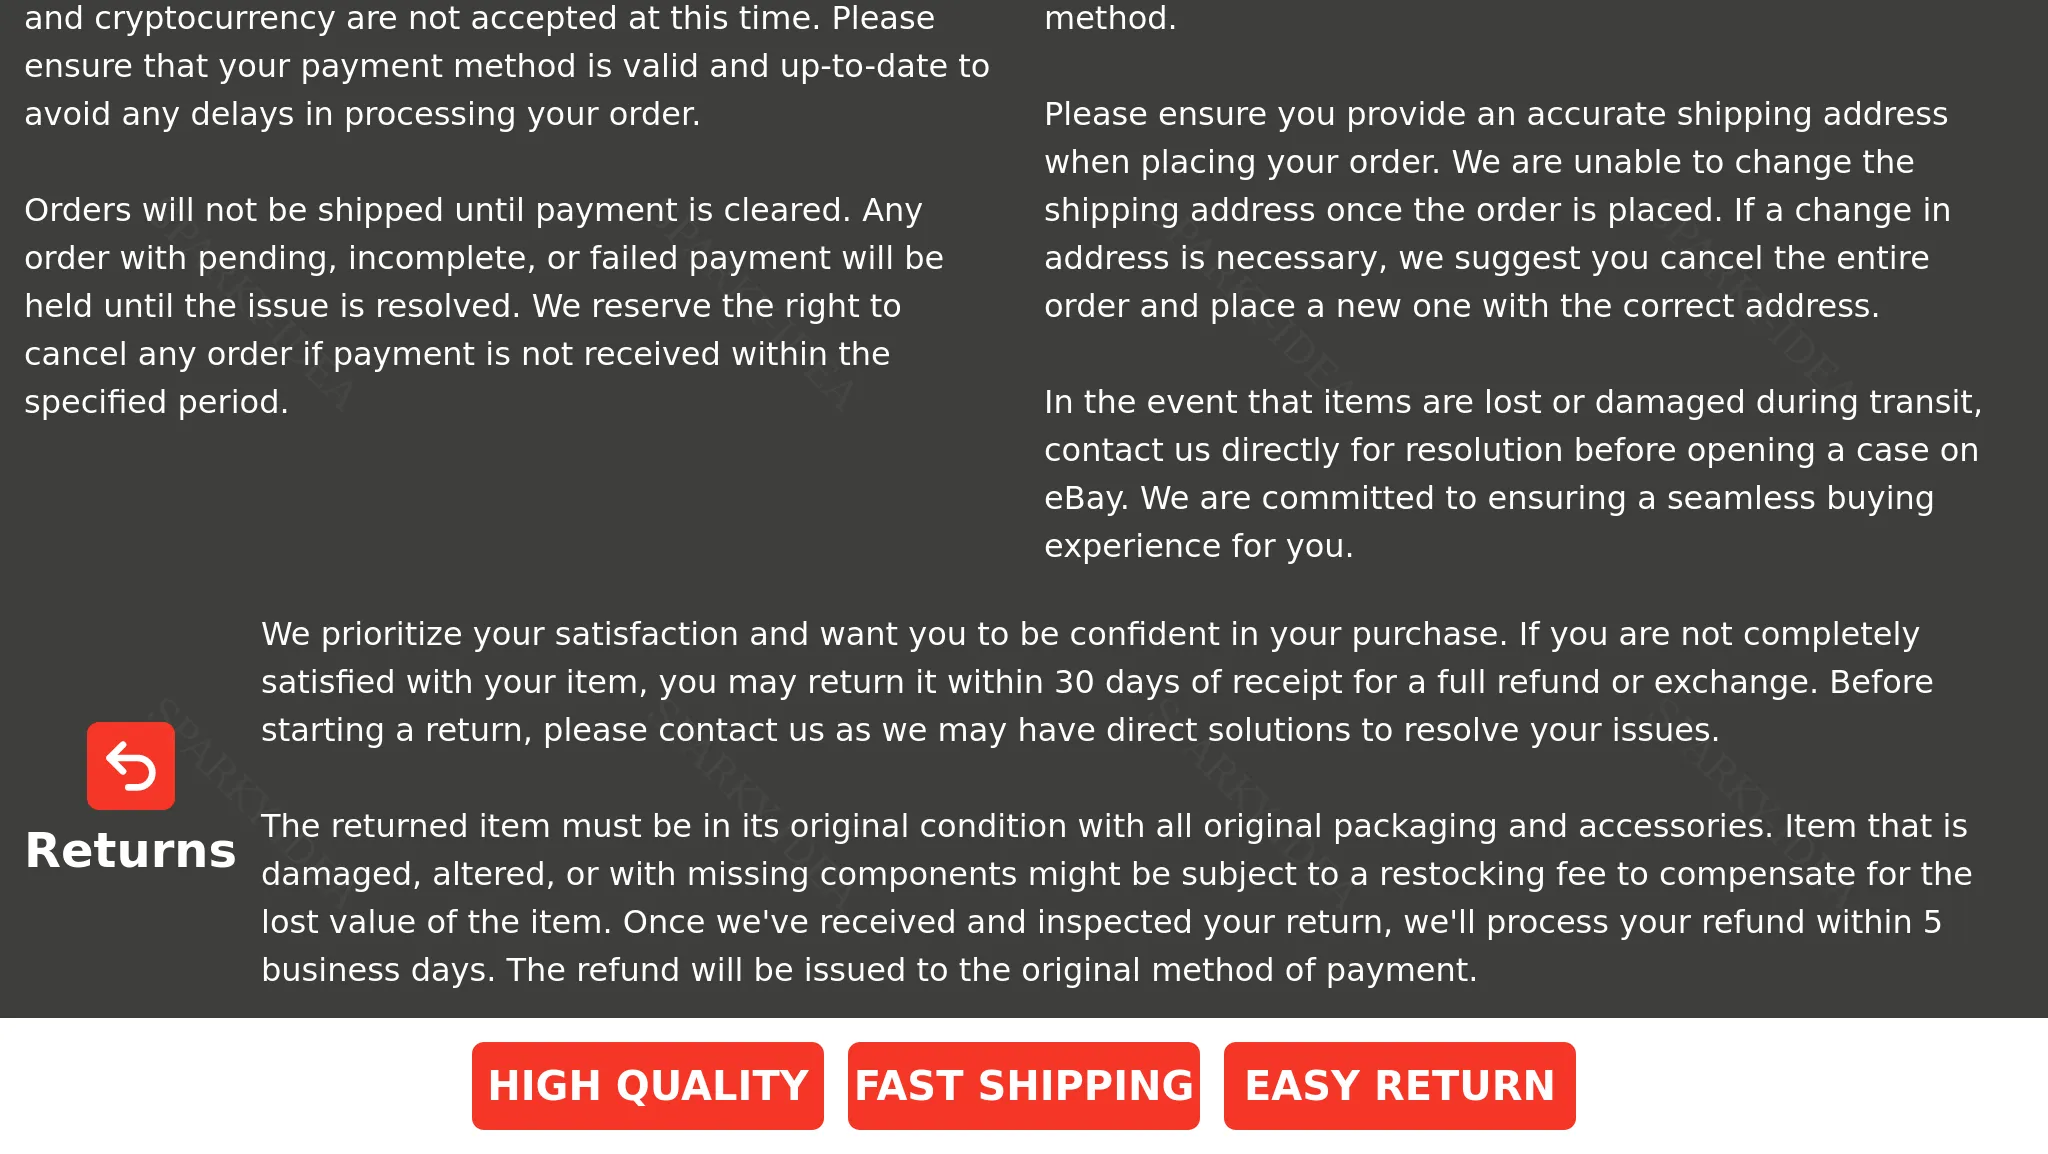 and cryptocurrency are not accepted at this time. Please
ensure that your payment method is valid and up-to-date to
avoid any delays in processing your order.
Orders will not be shipped until payment is cleared. Any
order with pending, incomplete, or failed payment will be
held until the issue is resolved. We reserve the right to
cancel any order if payment is not received within the
specified period.
method.
Please ensure you provide an accurate shipping address
when placing your order. We are unable to change the
shipping address once the order is placed. If a change in
address is necessary, we suggest you cancel the entire
order and place a new one with the correct address.
In the event that items are lost or damaged during transit,
contact us directly for resolution before opening a case on
eBay. We are committed to ensuring a seamless buying
experience for you.
Returns
We prioritize your satisfaction and want you to be confident in your purchase. If you are not completely
satisfied with your item, you may return it within 30 days of receipt for a full refund or exchange. Before
starting a return, please contact us as we may have direct solutions to resolve your issues.
The returned item must be in its original condition with all original packaging and accessories. Item that is
damaged, altered, or with missing components might be subject to a restocking fee to compensate for the
lost value of the item. Once we've received and inspected your return, we'll process your refund within 5
business days. The refund will be issued to the original method of payment.
HIGH QUALITY
FAST SHIPPING
EASY RETURN